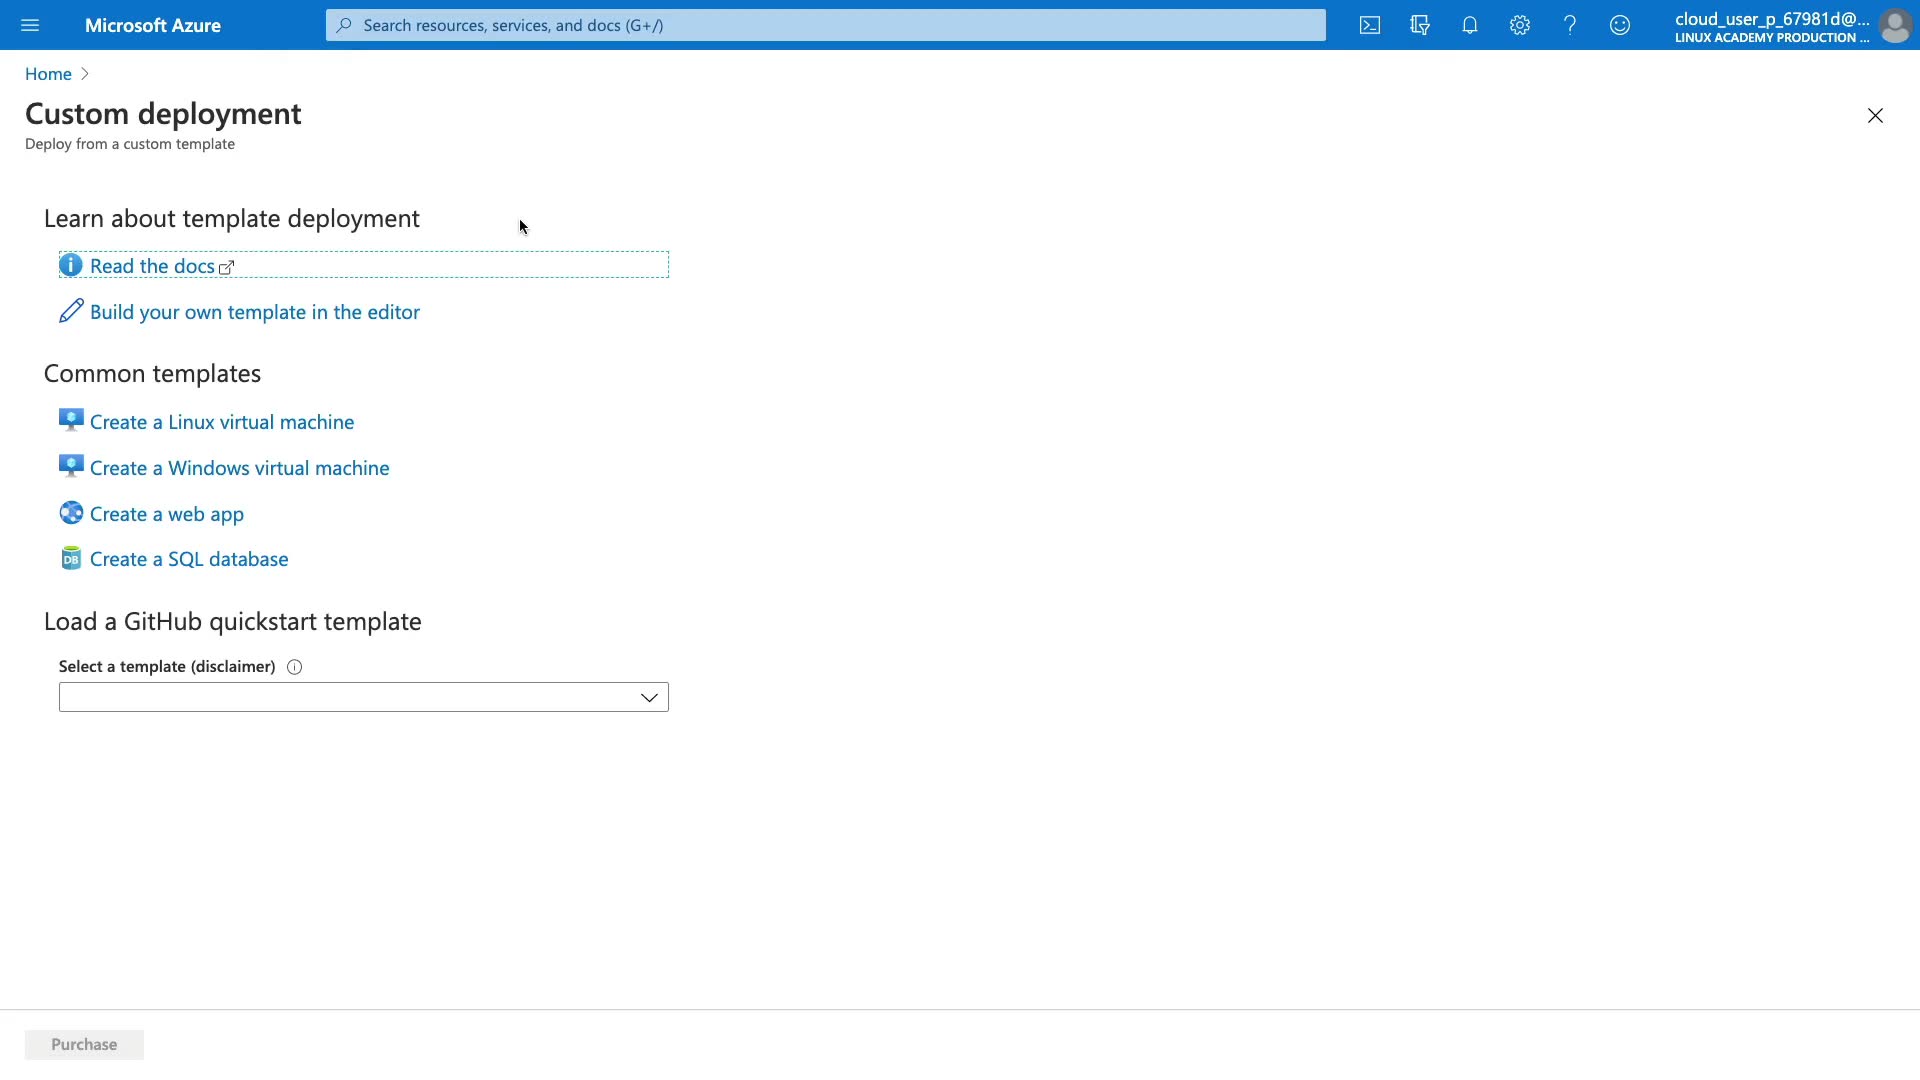 Microsoft Azure
Search resources, services, and docs (G+/)
cloud_user_p_67981d@...
LINUX ACADEMY PRODUCTION ...
Home
Custom deployment
Deploy from a custom template
Learn about template deployment
Read the docs
Build your own template in the editor
Common templates
Create a Linux virtual machine
Create a Windows virtual machine
Create a web app
DB
Create a SQL database
Load a GitHub quickstart template
Select a template (disclaimer)
Purchase